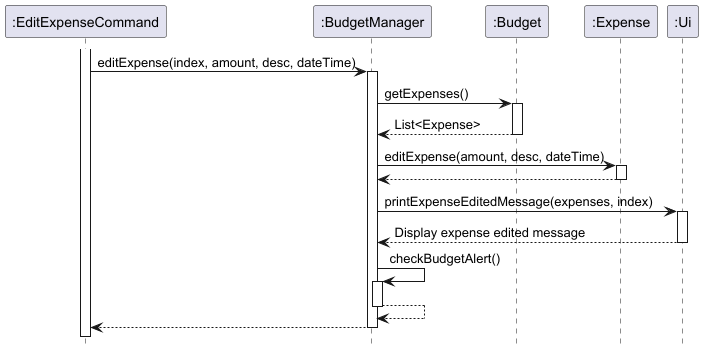 :EditExpenseCommand
:BudgetManager
:Budget
:Expense
:Ui
editExpense(index, amount, desc, dateTime)
getExpenses()
List<Expense>
editExpense(amount, desc, dateTime)
printExpenseEditedMessage(expenses, index)
Display expense edited message
checkBudgetAlert()